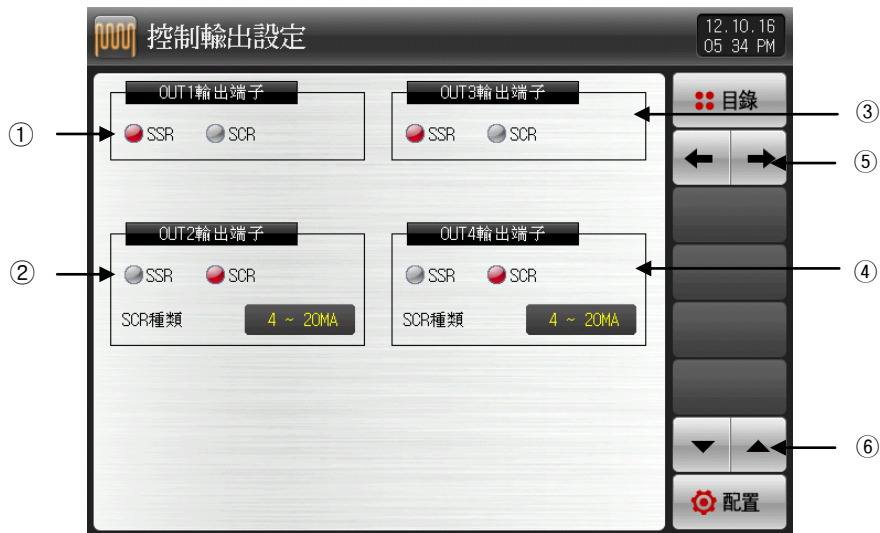 控制輸出設定
12.10.16
05 34 PM
OUT1輸出端子
SSR SCR
OUT3輸出端子
SSR SCR
OUT2輸出端子
SSR SCR
SCR種類 4 ~ 20MA
OUT4輸出端子
SSR SCR
SCR種類 4 ~ 20MA
目錄
配置
①
②
③
⑤
④
⑥